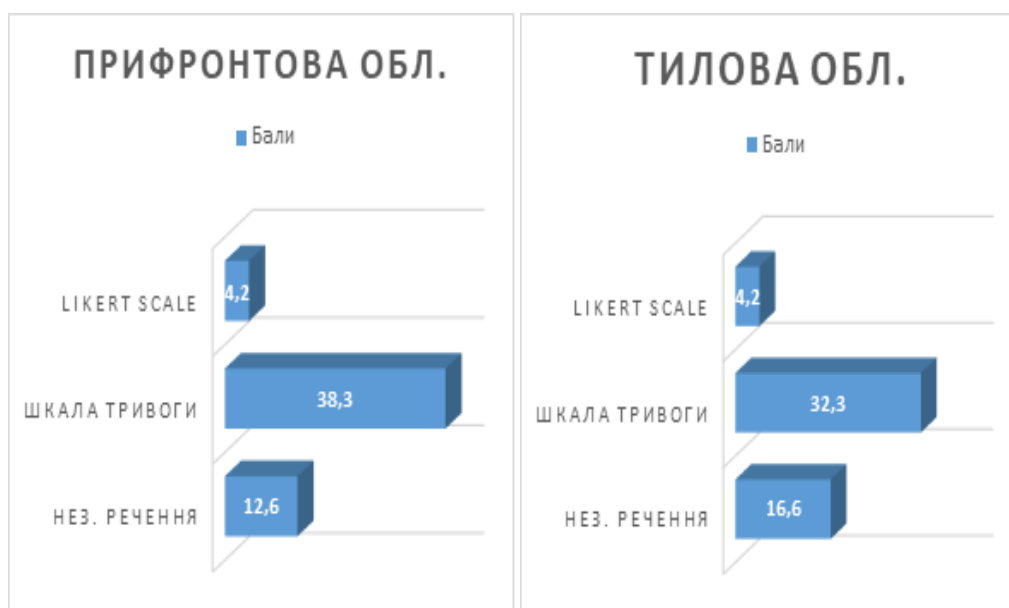 ПРИФРОНТОВА ОБЛ.
Бали
LIKERT SCALE
4,2
ШКАЛА ТРИВОГИ
38,3
НЕЗ. РЕЧЕННЯ
12,6
ТИЛОВА ОБЛ.
Бали
LIKERT SCALE
4,2
ШКАЛА ТРИВОГИ
32,3
НЕЗ. РЕЧЕННЯ
16,6